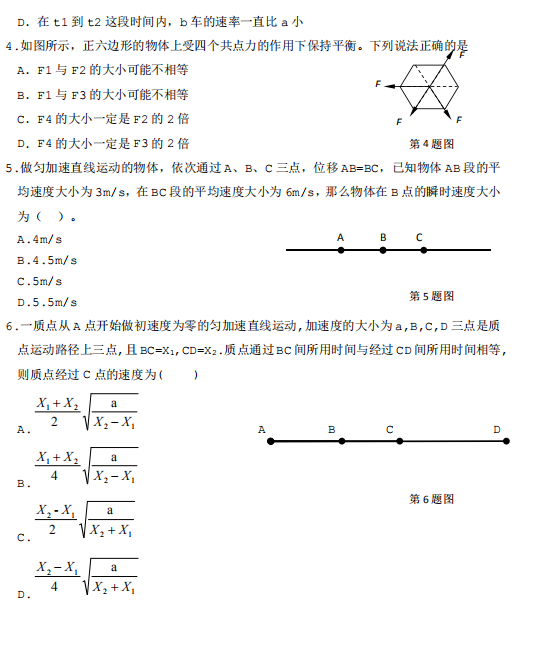 D. 在 t1 到 t2 这段时间内，b 车的速率一直比 a 小
4.如图所示，正六边形的物体上受四个共点力的作用下保持平衡。下列说法正确的是
A. F1 与 F2 的大小可能不相等
B. F1 与 F3 的大小可能不相等
C. F4 的大小一定是 F2 的 2 倍
D. F4 的大小一定是 F3 的 2 倍
F
F
F
F
第 4 题图
5.做匀加速直线运动的物体，依次通过 A、B、C 三点，位移 AB=BC，已知物体 AB 段的平
均速度大小为 3m/s，在 BC 段的平均速度大小为 6m/s，那么物体在 B 点的瞬时速度大小
为（　）。
A.4m/s
B.4.5m/s
C.5m/s
D.5.5m/s
A B C
第 5 题图
6.一质点从 A 点开始做初速度为零的匀加速直线运动,加速度的大小为 a,B,C,D 三点是质
点运动路径上三点,且 BC=X₁,CD=X₂.质点通过 BC 间所用时间与经过 CD 间所用时间相等,
则质点经过 C 点的速度为(　　)
A. (X₁+X₂)/2 √(a/(X₂−X₁))
B. (X₁+X₂)/4 √(a/(X₂−X₁))
C. (X₂-X₁)/2 √(a/(X₂+X₁))
D. (X₂−X₁)/4 √(a/(X₂+X₁))
A B C D
第 6 题图